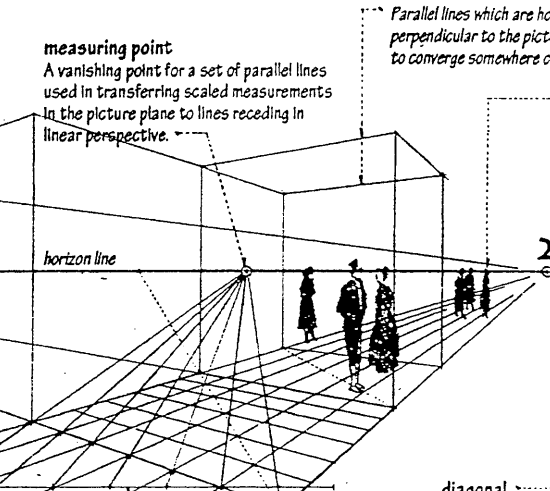 measuring point
A vanishing point for a set of parallel lines
used in transferring scaled measurements
in the picture plane to lines receding in
linear perspective.
Parallel lines which are
perpendicular to the
to converge somewhere
horizon line
2
diagonal